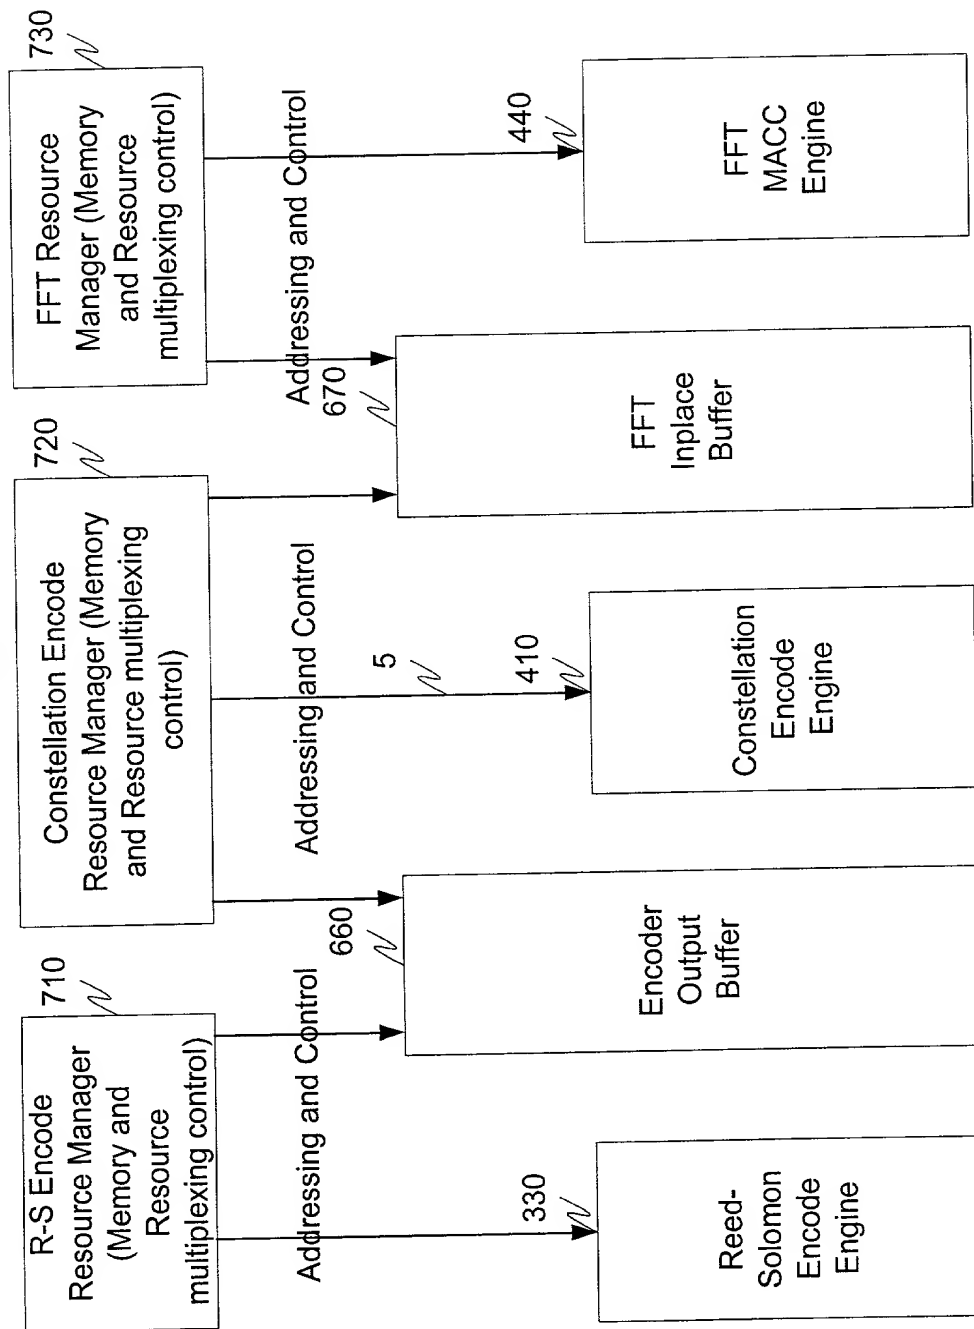 R-S Encode
Resource Manager
(Memory and
Resource
multiplexing control)
710
Constellation Encode
Resource Manager (Memory
and Resource multiplexing
control)
720
FFT Resource
Manager (Memory
and Resource
multiplexing control)
730
Addressing and Control
Addressing and Control
Addressing and Control
330
660
5
410
670
440
Reed-
Solomon
Encode
Engine
Encoder
Output
Buffer
Constellation
Encode
Engine
FFT
Inplace
Buffer
FFT
MACC
Engine